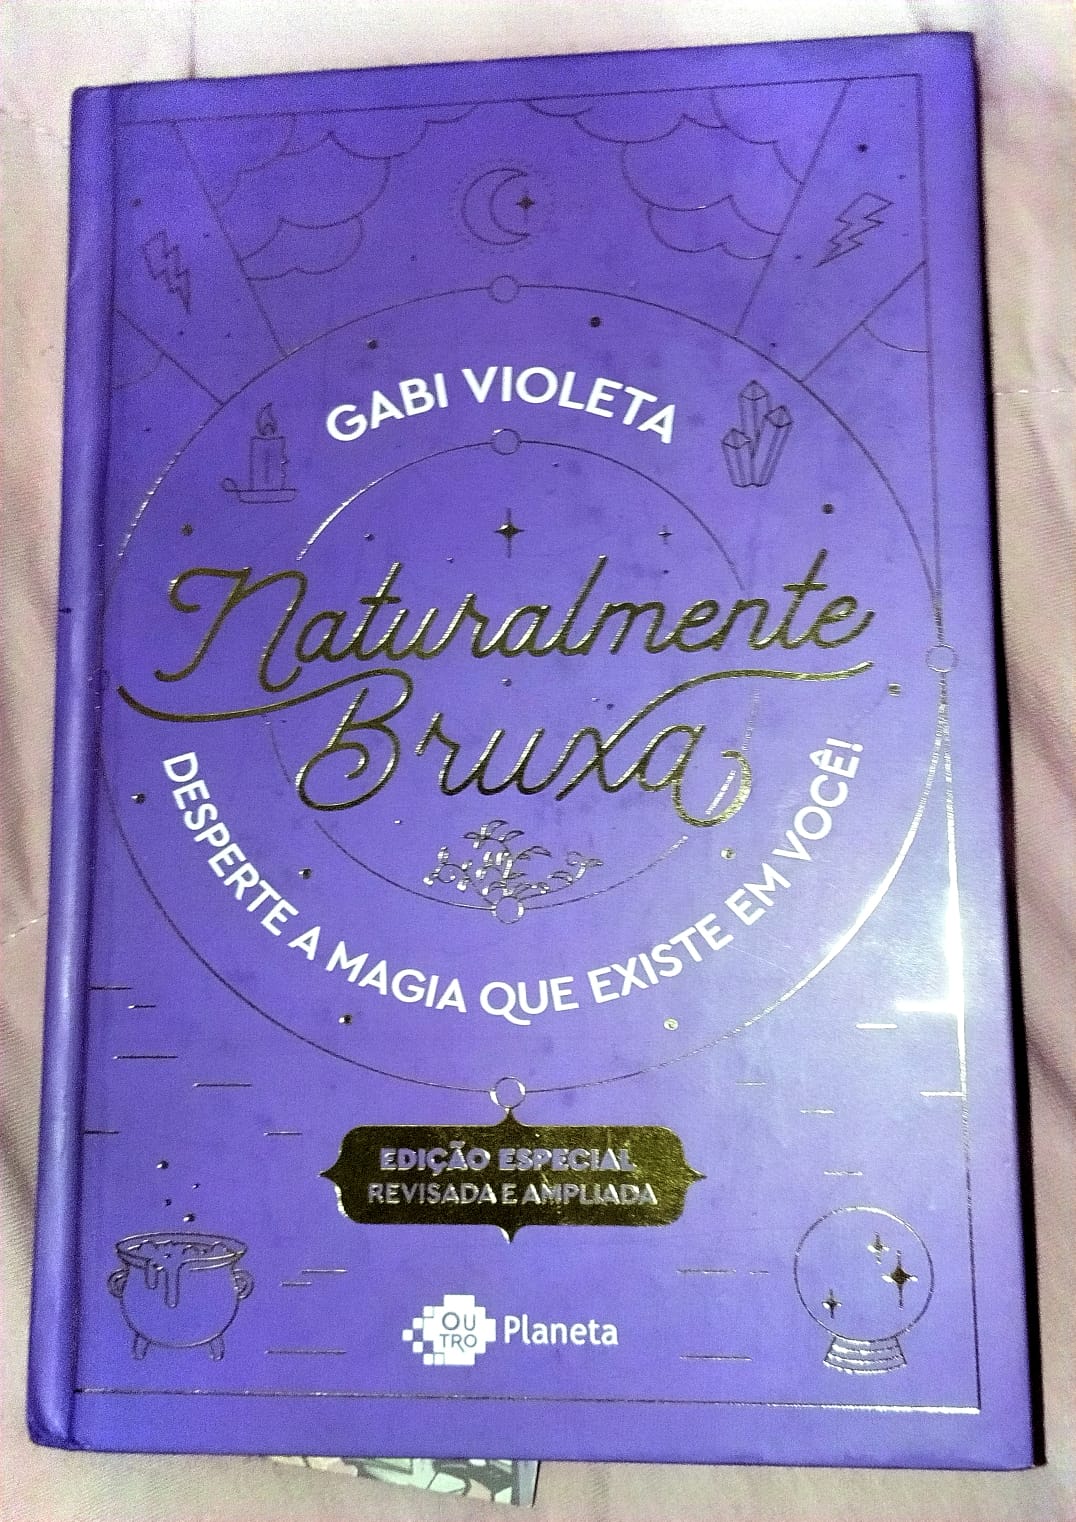 GABI VIOLETA
Naturalmente
Bruxa
DESPERTE A MAGIA QUE EXISTE EM VOCÊ!
EDIÇÃO ESPECIAL
REVISADA E AMPLIADA
OUTRO Planeta